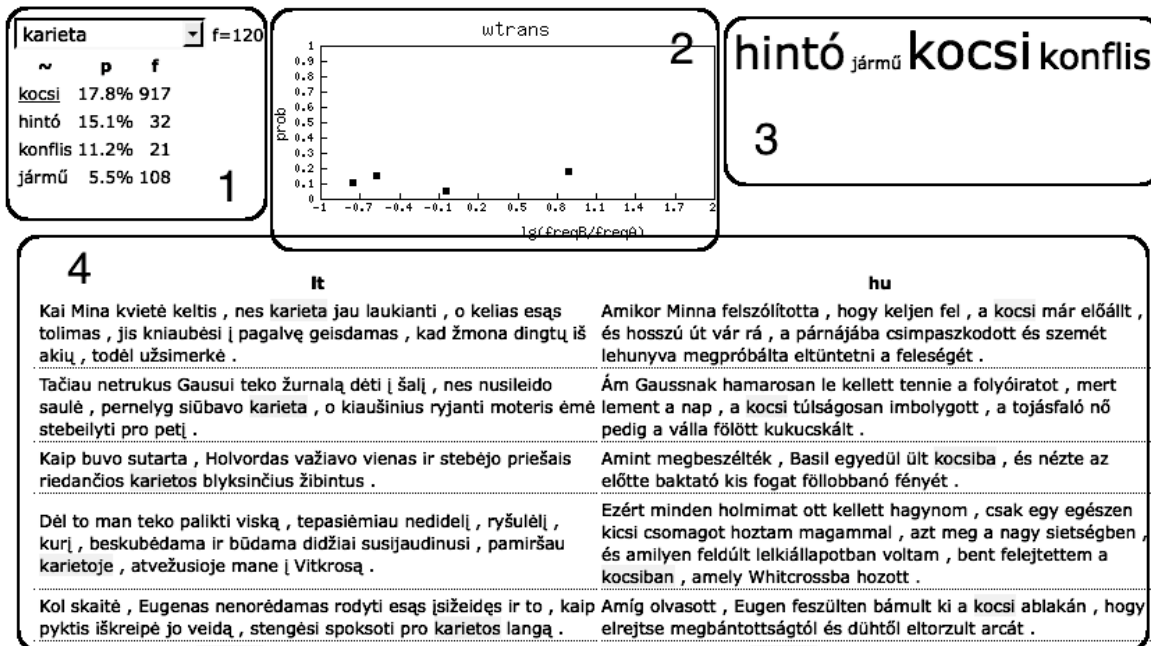 karieta f=120
~ p f
kocsi 17.8% 917
hintó 15.1% 32
konflis 11.2% 21
jármű 5.5% 108
1
wtrans
2
prob
1
0.9
0.8
0.7
0.6
0.5
0.4
0.3
0.2
0.1
0
-1 -0.7 -0.4 -0.1 0.2 0.5 0.8 1.1 1.4 1.7 2
lg(freqB/freqA)
hintó jármű kocsi konflis
3
4
lt
Kai Mina kvietė keltis , nes karieta jau laukianti , o kelias esąs
tolimas , jis kniaubėsi į pagalvę geisdamas , kad žmona dingtų iš
akių , todėl užsimerkė .
Tačiau netrukus Gausui teko žurnalą dėti į šalį , nes nusileido
saulė , pernelyg siūbavo karieta , o kiaušinius ryjanti moteris ėmė
stebeilyti pro petį .
Kaip buvo sutarta , Holvordas važiavo vienas ir stebėjo priešais
riedančios karietos blyksinčius žibintus .
Dėl to man teko palikti viską , tepasiėmiau nedidelį , ryšulėlį ,
kurį , beskubėdama ir būdama didžiai susijaudinusi , pamiršau
karietoje , atvežusioje mane į Vitkrosą .
Kol skaitė , Eugenas nenorėdamas rodyti esąs įsižeidęs ir to , kaip
pyktis iškreipė jo veidą , stengėsi spoksoti pro karietos langą .
hu
Amikor Minna felszólította , hogy keljen fel , a kocsi már előállt ,
és hosszú út vár rá , a párnájába csimpaszkodott és szemét
lehunyva megpróbálta eltüntetni a feleségét .
Ám Gaussnak hamarosan le kellett tennie a folyóiratot , mert
lement a nap , a kocsi túlságosan imbolygott , a tojásfaló nő
pedig a válla fölött kukucskált .
Amint megbeszélték , Basil egyedül ült kocsiba , és nézte az
előtte baktató kis fogat föllobbanó fényét .
Ezért minden holmimat ott kellett hagynom , csak egy egészen
kicsi csomagot hoztam magammal , azt meg a nagy sietségben ,
és amilyen feldúlt lelkiállapotban voltam , bent felejtettem a
kocsiban , amely Whitcrossba hozott .
Amíg olvasott , Eugen feszülten bámult ki a kocsi ablakán , hogy
elrejtse megbántottságtól és dühtől eltorzult arcát .